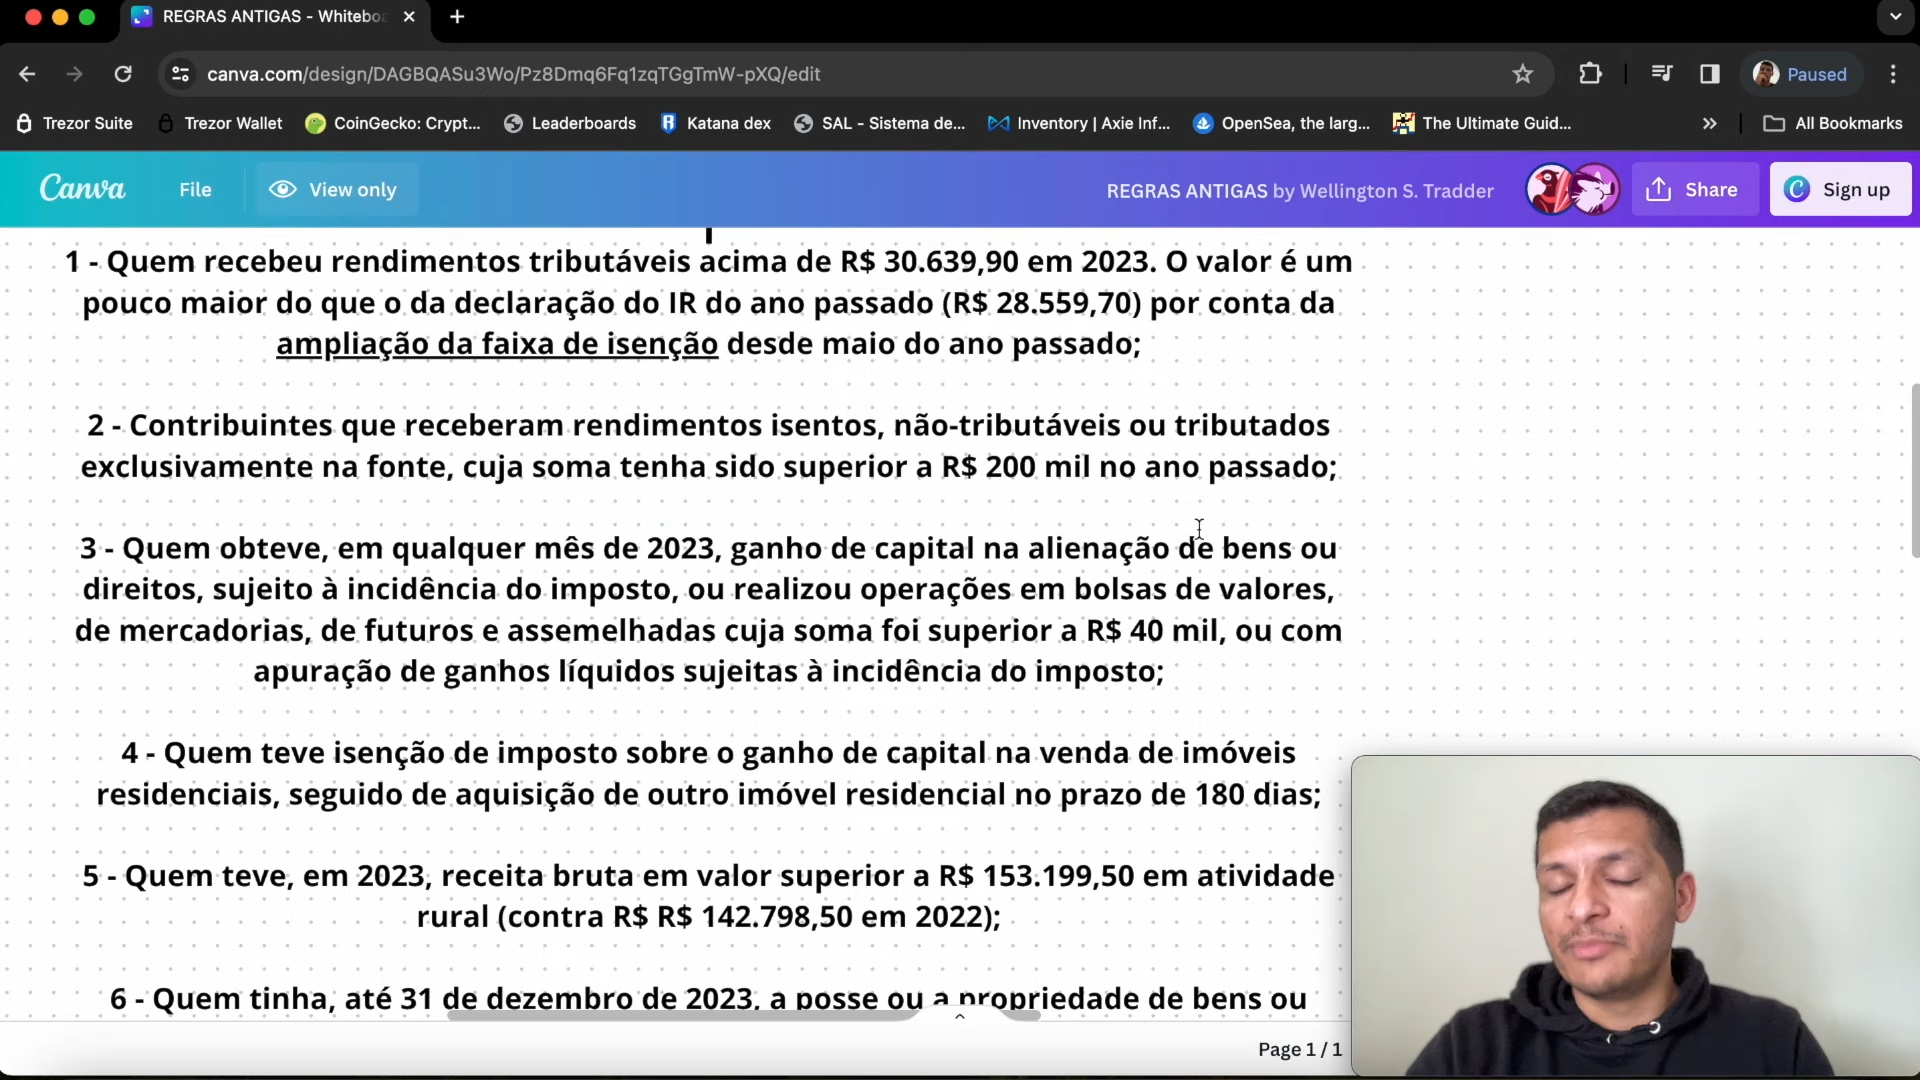 REGRAS ANTIGAS - Whitebo
canva.com/design/DAGBQASu3Wo/Pz8Dmq6Fq1zqTGgTmW-pXQ/edit
Paused
Trezor Suite
Trezor Wallet
CoinGecko: Crypt...
Leaderboards
Katana dex
SAL - Sistema de...
Inventory | Axie Inf...
OpenSea, the larg...
The Ultimate Guid...
All Bookmarks
Canva
File
View only
REGRAS ANTIGAS by Wellington S. Tradder
Share
Sign up
1 - Quem recebeu rendimentos tributáveis acima de R$ 30.639,90 em 2023. O valor é um
pouco maior do que o da declaração do IR do ano passado (R$ 28.559,70) por conta da
ampliação da faixa de isenção desde maio do ano passado;
2 - Contribuintes que receberam rendimentos isentos, não-tributáveis ou tributados
exclusivamente na fonte, cuja soma tenha sido superior a R$ 200 mil no ano passado;
3 - Quem obteve, em qualquer mês de 2023, ganho de capital na alienação de bens ou
direitos, sujeito à incidência do imposto, ou realizou operações em bolsas de valores,
de mercadorias, de futuros e assemelhadas cuja soma foi superior a R$ 40 mil, ou com
apuração de ganhos líquidos sujeitas à incidência do imposto;
4 - Quem teve isenção de imposto sobre o ganho de capital na venda de imóveis
residenciais, seguido de aquisição de outro imóvel residencial no prazo de 180 dias;
5 - Quem teve, em 2023, receita bruta em valor superior a R$ 153.199,50 em atividade
rural (contra R$ R$ 142.798,50 em 2022);
6 - Quem tinha, até 31 de dezembro de 2023, a posse ou a propriedade de bens ou
Page 1 / 1